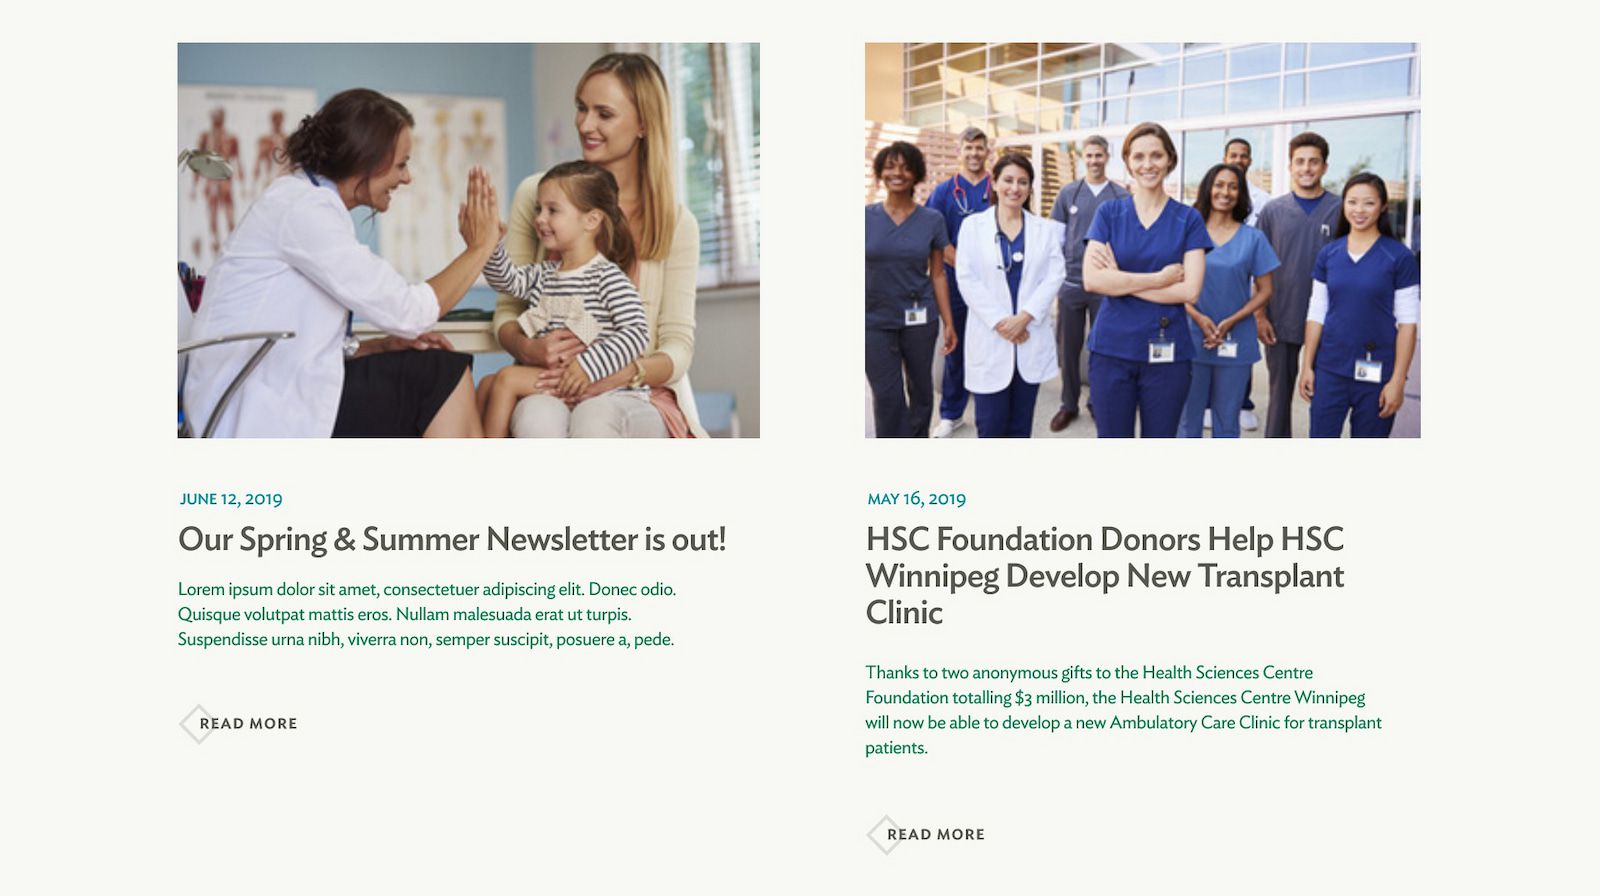 JUNE 12, 2019
Our Spring & Summer Newsletter is out!
Lorem ipsum dolor sit amet, consectetuer adipiscing elit. Donec odio.
Quisque volutpat mattis eros. Nullam malesuada erat ut turpis.
Suspendisse urna nibh, viverra non, semper suscipit, posuere a, pede.
READ MORE
MAY 16, 2019
HSC Foundation Donors Help HSC
Winnipeg Develop New Transplant
Clinic
Thanks to two anonymous gifts to the Health Sciences Centre
Foundation totalling $3 million, the Health Sciences Centre Winnipeg
will now be able to develop a new Ambulatory Care Clinic for transplant
patients.
READ MORE